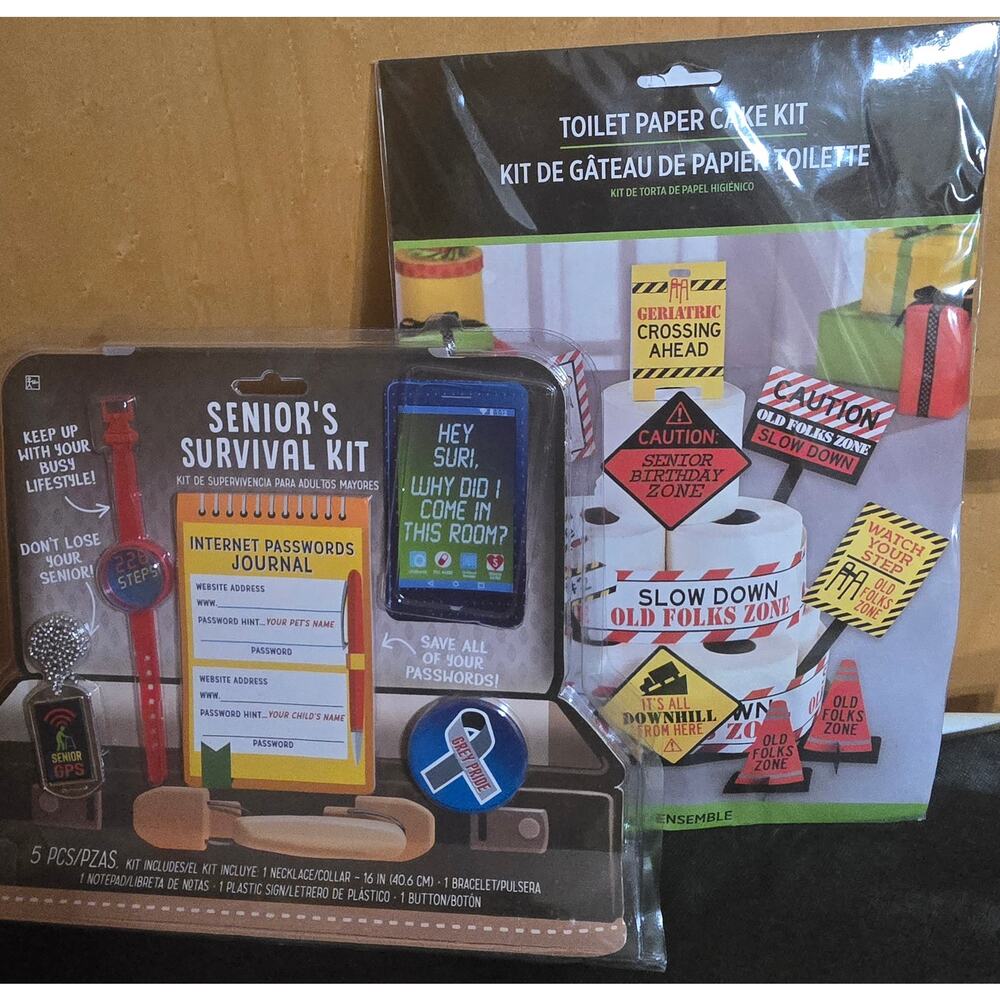 TOILET PAPER CAKE KIT
KIT DE GÂTEAU DE PAPIER TOILETTE
KIT DE TORTA DE PAPEL HIGIÉNICO
GERIATRIC
CROSSING
AHEAD
CAUTION
OLD FOLKS ZONE
SLOW DOWN
CAUTION:
SENIOR
BIRTHDAY
ZONE
WATCH
YOUR
STEP
OLD
FOLKS
ZONE
SLOW DOWN
OLD FOLKS ZONE
IT'S ALL
DOWNHILL
FROM HERE
OLD
FOLKS
ZONE
OLD
FOLKS
ZONE
ENSEMBLE
SENIOR'S
SURVIVAL KIT
KIT DE SUPERVIVENCIA PARA ADULTOS MAYORES
KEEP UP
WITH YOUR
BUSY
LIFESTYLE!
DON'T LOSE
YOUR
SENIOR!
STEPS
INTERNET PASSWORDS
JOURNAL
WEBSITE ADDRESS
WWW.
PASSWORD HINT...YOUR PET'S NAME
PASSWORD
WEBSITE ADDRESS
WWW.
PASSWORD HINT...YOUR CHILD'S NAME
PASSWORD
HEY
SURI,
WHY DID I
COME IN
THIS ROOM?
SAVE ALL
OF YOUR
PASSWORDS!
SENIOR
GPS
GREY PRIDE
5 PCS/PZAS. KIT INCLUDES/EL KIT INCLUYE: 1 NECKLACE/COLLAR - 16 IN (40.6 CM) · 1 BRACELET/PULSERA
1 NOTEPAD/LIBRETA DE NOTAS · 1 PLASTIC SIGN/LETRERO DE PLÁSTICO · 1 BUTTON/BOTÓN